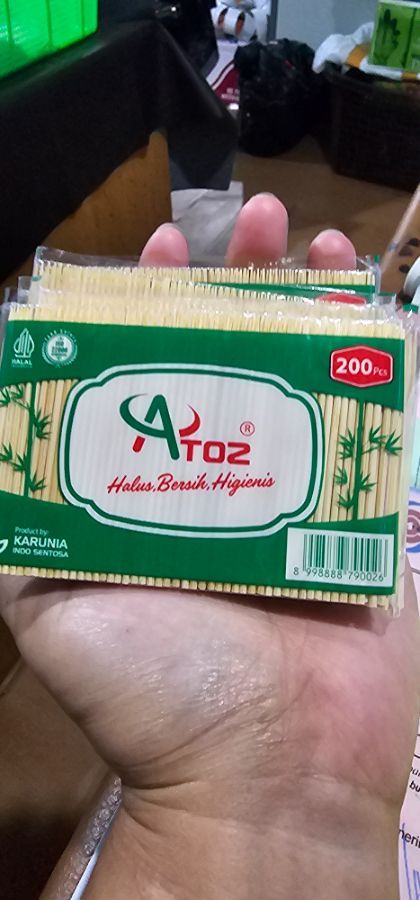 HALAL
200 Pcs
ATOZ ®
Halus, Bersih, Higienis
Product by:
KARUNIA
INDO SENTOSA
8 998888 790026